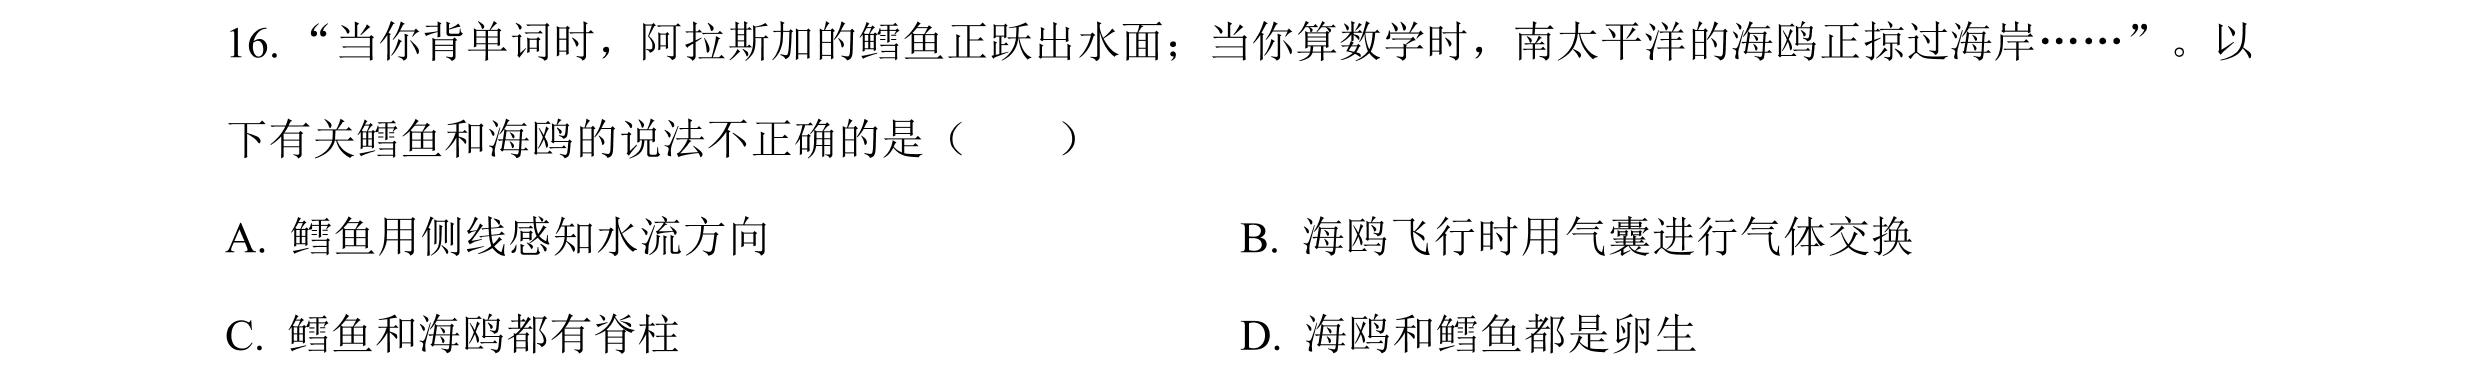 16. “当你背单词时，阿拉斯加的鳕鱼正跃出水面；当你算数学时，南太平洋的海鸥正掠过海岸……”。以
下有关鳕鱼和海鸥的说法不正确的是（　　）
A. 鳕鱼用侧线感知水流方向　　B. 海鸥飞行时用气囊进行气体交换
C. 鳕鱼和海鸥都有脊柱　　D. 海鸥和鳕鱼都是卵生